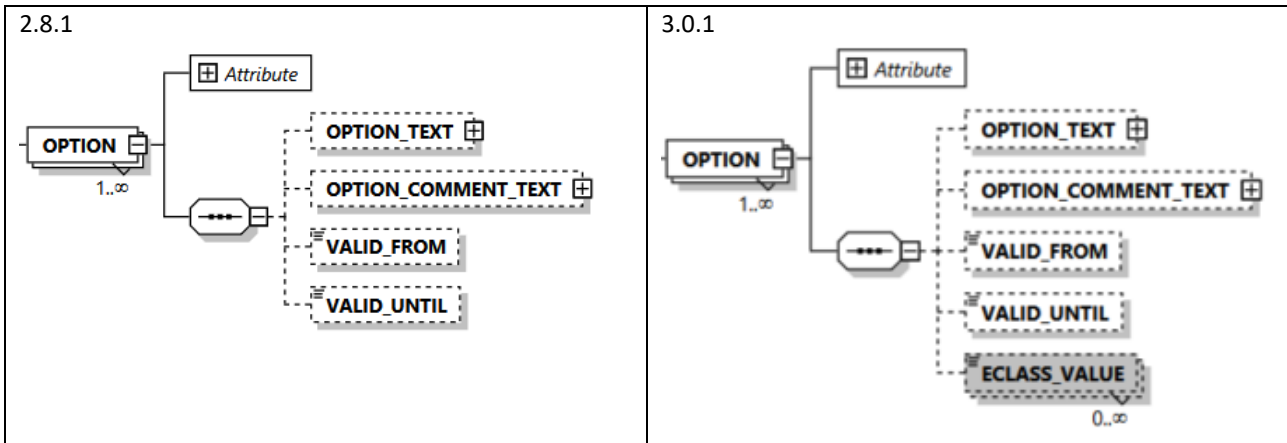 2.8.1
Attribute
OPTION
1..∞
OPTION_TEXT
OPTION_COMMENT_TEXT
VALID_FROM
VALID_UNTIL
3.0.1
Attribute
OPTION
1..∞
OPTION_TEXT
OPTION_COMMENT_TEXT
VALID_FROM
VALID_UNTIL
ECLASS_VALUE
0..∞